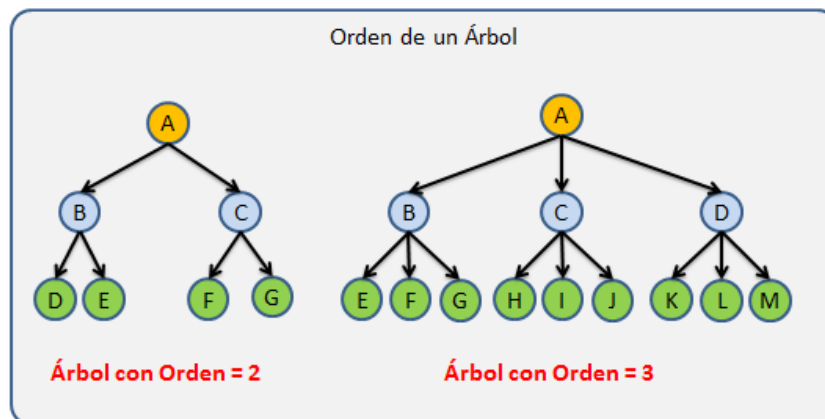 Orden de un Árbol
A
B
C
D
E
F
G
Árbol con Orden = 2
A
B
C
D
E
F
G
H
I
J
K
L
M
Árbol con Orden = 3